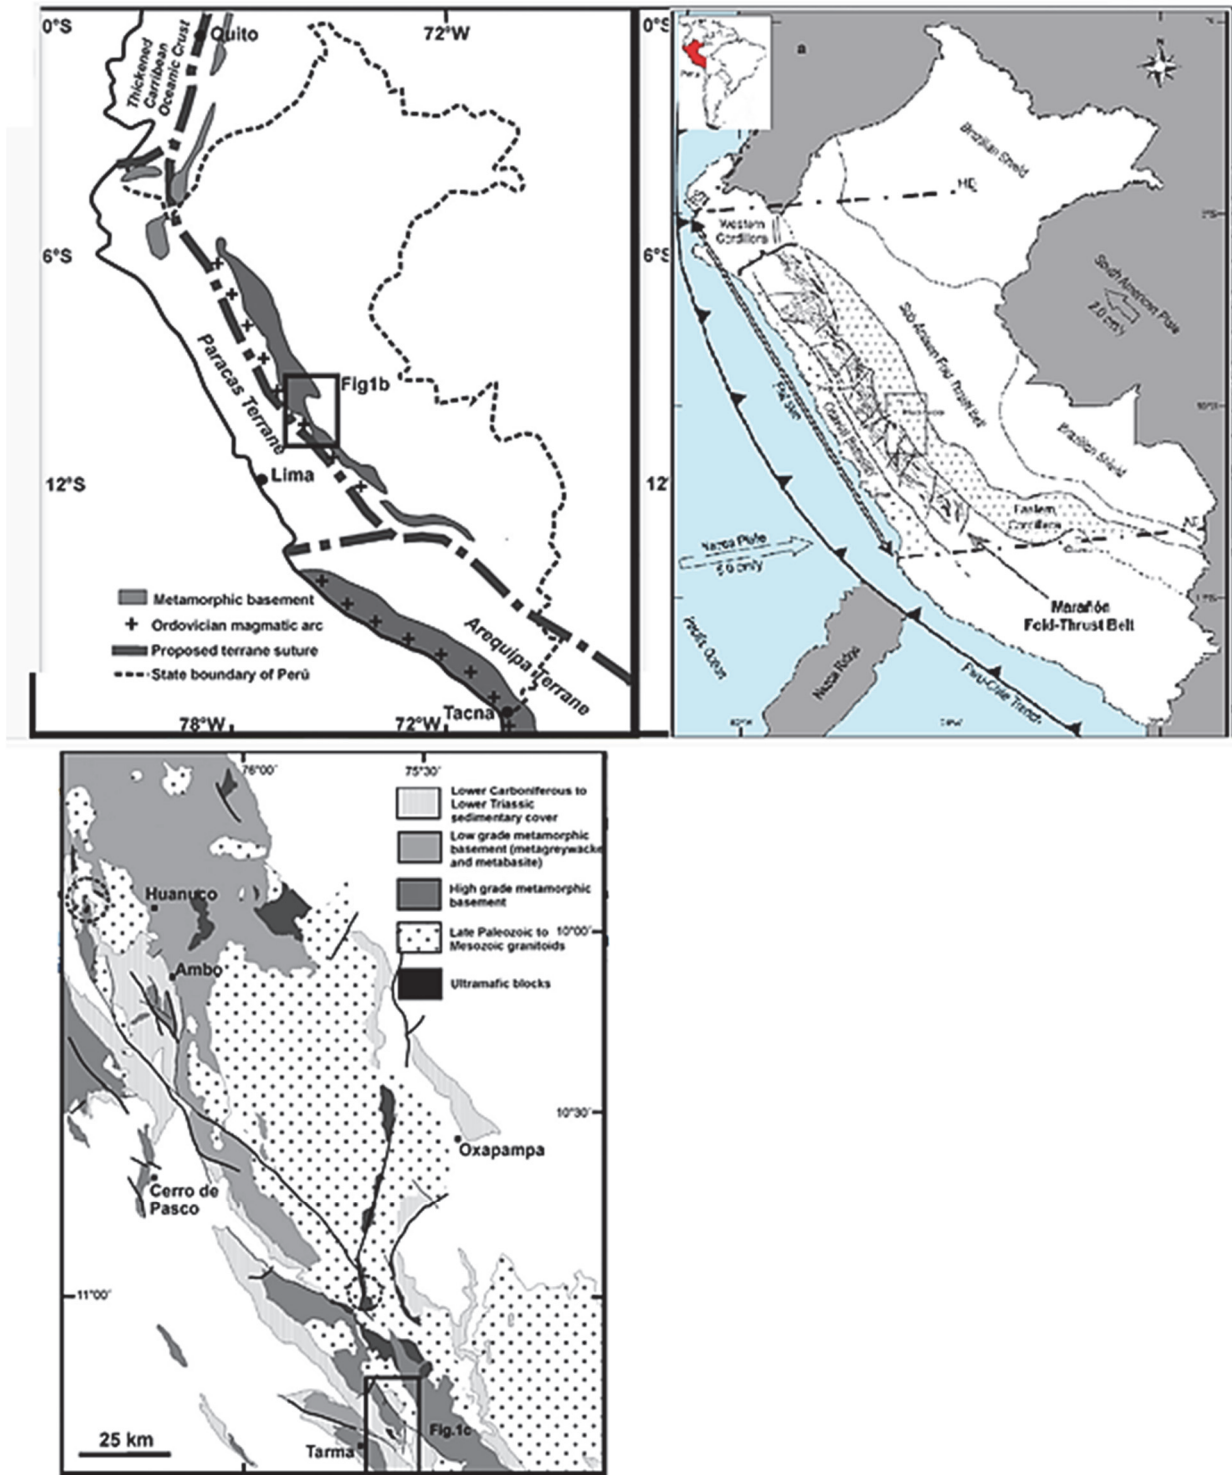 0°S
Quito
72°W
Thickened
Carribean
Oceanic Crust
6°S
Paracas Terrane
Fig1b
Lima
12°S
Metamorphic basement
Ordovician magmatic arc
Proposed terrane suture
State boundary of Perú
Arequipa Terrane
Tacna
78°W
72°W
0°S
a
N
Brazilian Shield
HD
Western
Cordillera
6°S
South American Plate
Sub Andean Fold Thrust Belt
Flat Slab
Brazilian Shield
12°
Eastern
Cordillera
Nazca Plate
Marañón
Fold-Thrust Belt
Pacific Ocean
Nazca Ridge
Peru-Chile Trench
76°00'
75°30'
Lower Carboniferous to
Lower Triassic
sedimentary cover
Low grade metamorphic
basement (metagreywacke
and metabasite)
High grade metamorphic
basement
Late Paleozoic to
Mesozoic granitoids
Ultramafic blocks
Huanuco
10°00'
Ambo
10°30'
Oxapampa
Cerro de
Pasco
11°00'
Fig.1c
25 km
Tarma